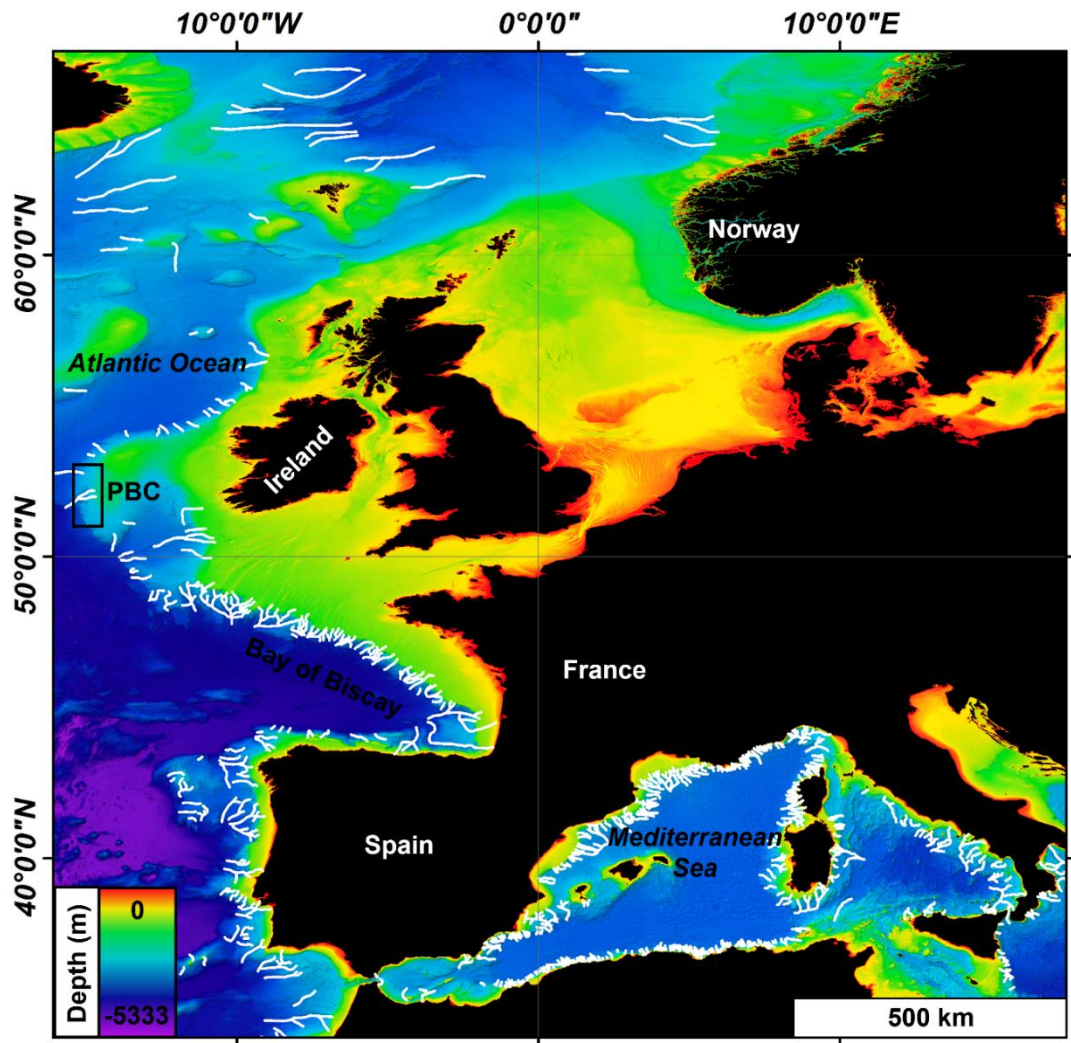 10°0'0"W
0°0'0"
10°0'0"E
60°0'0"N
Norway
Atlantic Ocean
Ireland
PBC
50°0'0"N
Bay of Biscay
France
Spain
Mediterranean
Sea
40°0'0"N
Depth (m)
0
-5333
500 km